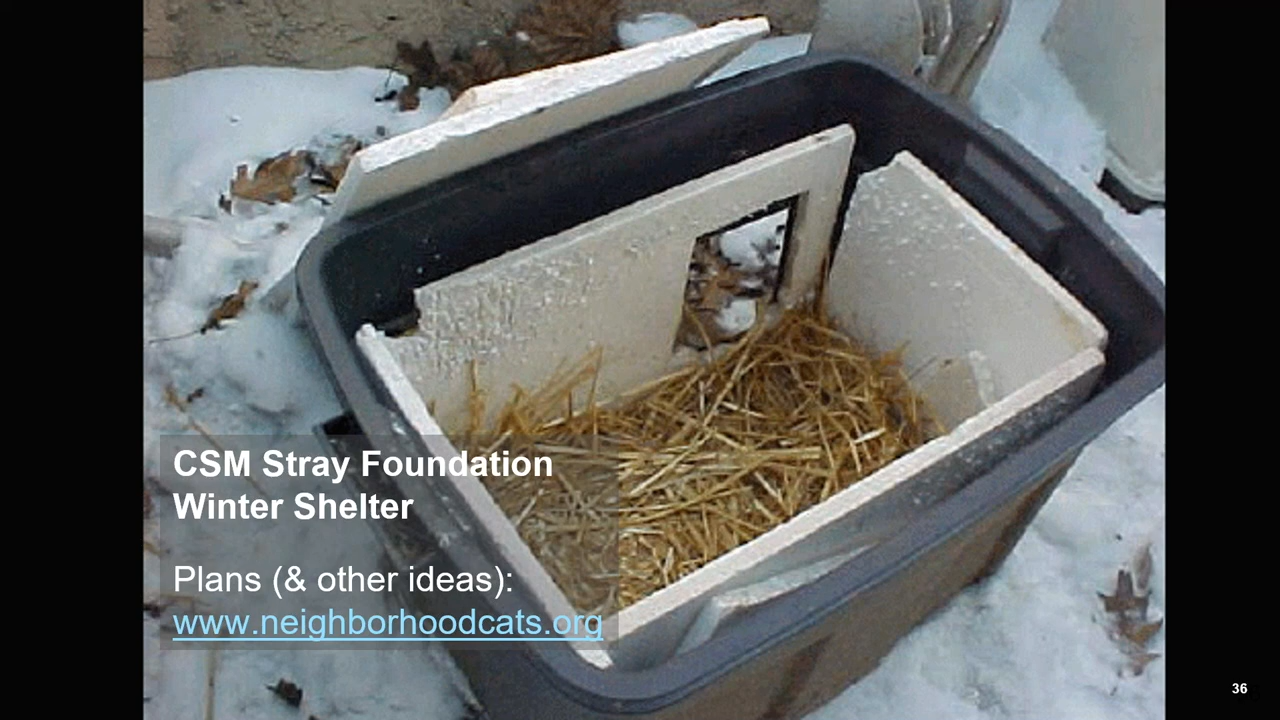 CSM Stray Foundation
Winter Shelter
Plans (& other ideas):
www.neighborhoodcats.org
36